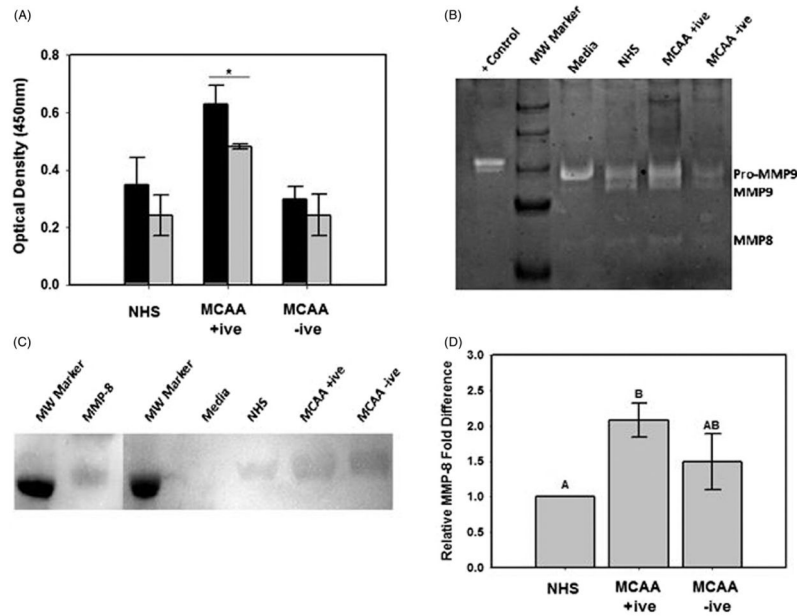 (A)
0.8
0.6
0.4
0.2
0.0
Optical Density (450nm)
*
NHS
MCAA
+ive
MCAA
-ive
(B)
+ Control
MW Marker
Media
NHS
MCAA +ive
MCAA -ive
Pro-MMP9
MMP9
MMP8
(C)
MW Marker
MMP-8
MW Marker
Media
NHS
MCAA +ive
MCAA -ive
(D)
3.0
2.5
2.0
1.5
1.0
0.5
0.0
Relative MMP-8 Fold Difference
A
B
AB
NHS
MCAA
+ive
MCAA
-ive